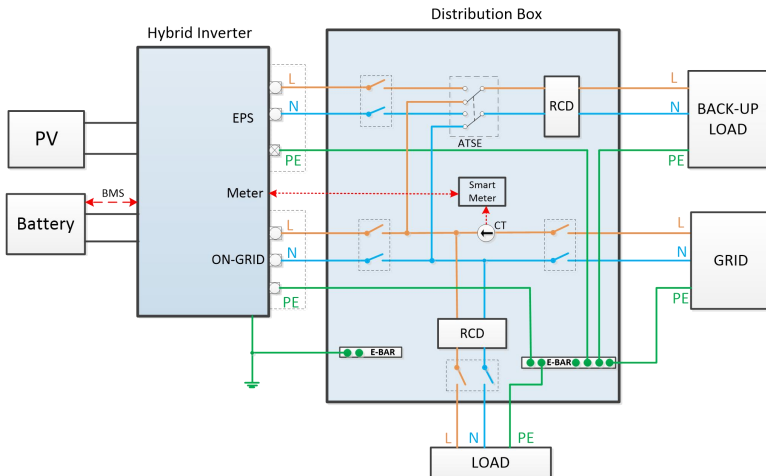 Distribution Box
Hybrid Inverter
L
L
EPS
N
RCD
N
BACK-UP
LOAD
PV
ATSE
PE
PE
BMS
Meter
Smart
Meter
Battery
L
CT
L
ON-GRID
N
N
GRID
PE
PE
RCD
E-BAR
E-BAR
L
N
PE
LOAD